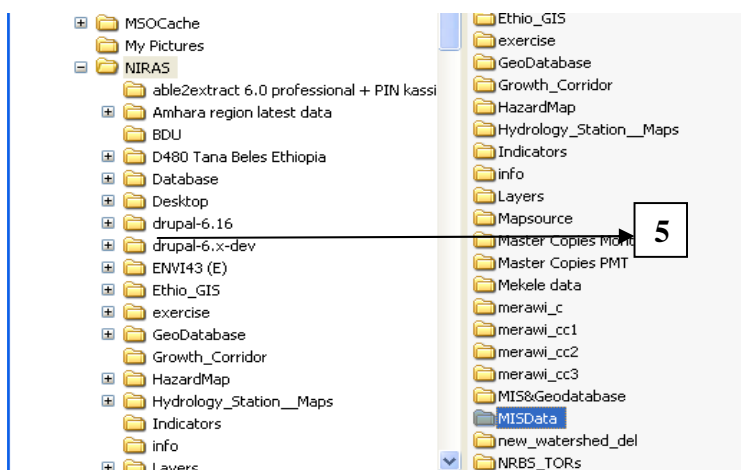 MSOCache
My Pictures
NIRAS
able2extract 6.0 professional + PIN kassi
Amhara region latest data
BDU
D480 Tana Beles Ethiopia
Database
Desktop
drupal-6.16
drupal-6.x-dev
ENVI43 (E)
Ethio_GIS
exercise
GeoDatabase
Growth_Corridor
HazardMap
Hydrology_Station__Maps
Indicators
info
Layers
Ethio_GIS
exercise
GeoDatabase
Growth_Corridor
HazardMap
Hydrology_Station__Maps
Indicators
info
Layers
Mapsource
Master Copies
Master Copies PMT
Mekele data
merawi_c
merawi_cc1
merawi_cc2
merawi_cc3
MIS&Geodatabase
MISData
new_watershed_del
NRBS_TORs
5